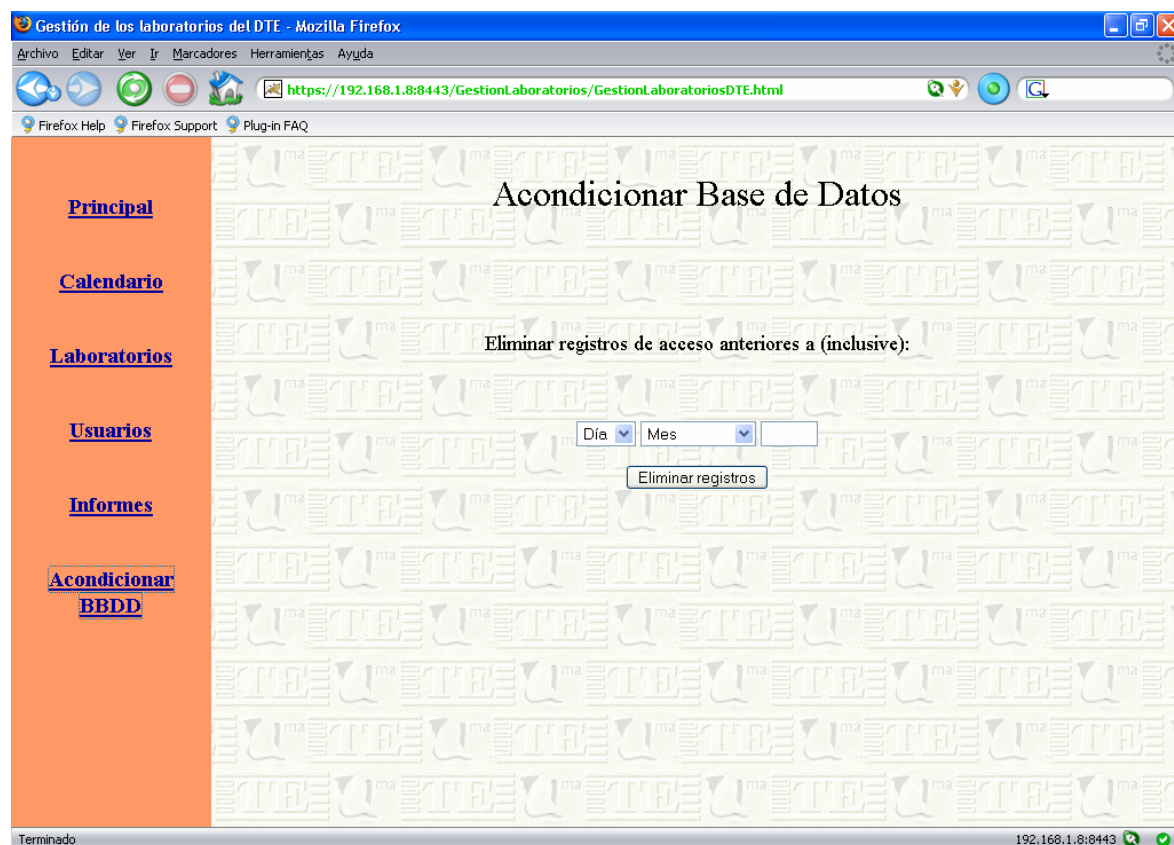 Gestión de los laboratorios del DTE - Mozilla Firefox
Archivo Editar Ver Ir Marcadores Herramientas Ayuda
https://192.168.1.8:8443/GestionLaboratorios/GestionLaboratoriosDTE.html
G
Firefox Help Firefox Support Plug-in FAQ
Principal
Calendario
Laboratorios
Usuarios
Informes
Acondicionar
BBDD
Acondicionar Base de Datos
Eliminar registros de acceso anteriores a (inclusive):
Día Mes
Eliminar registros
Terminado 192.168.1.8:8443